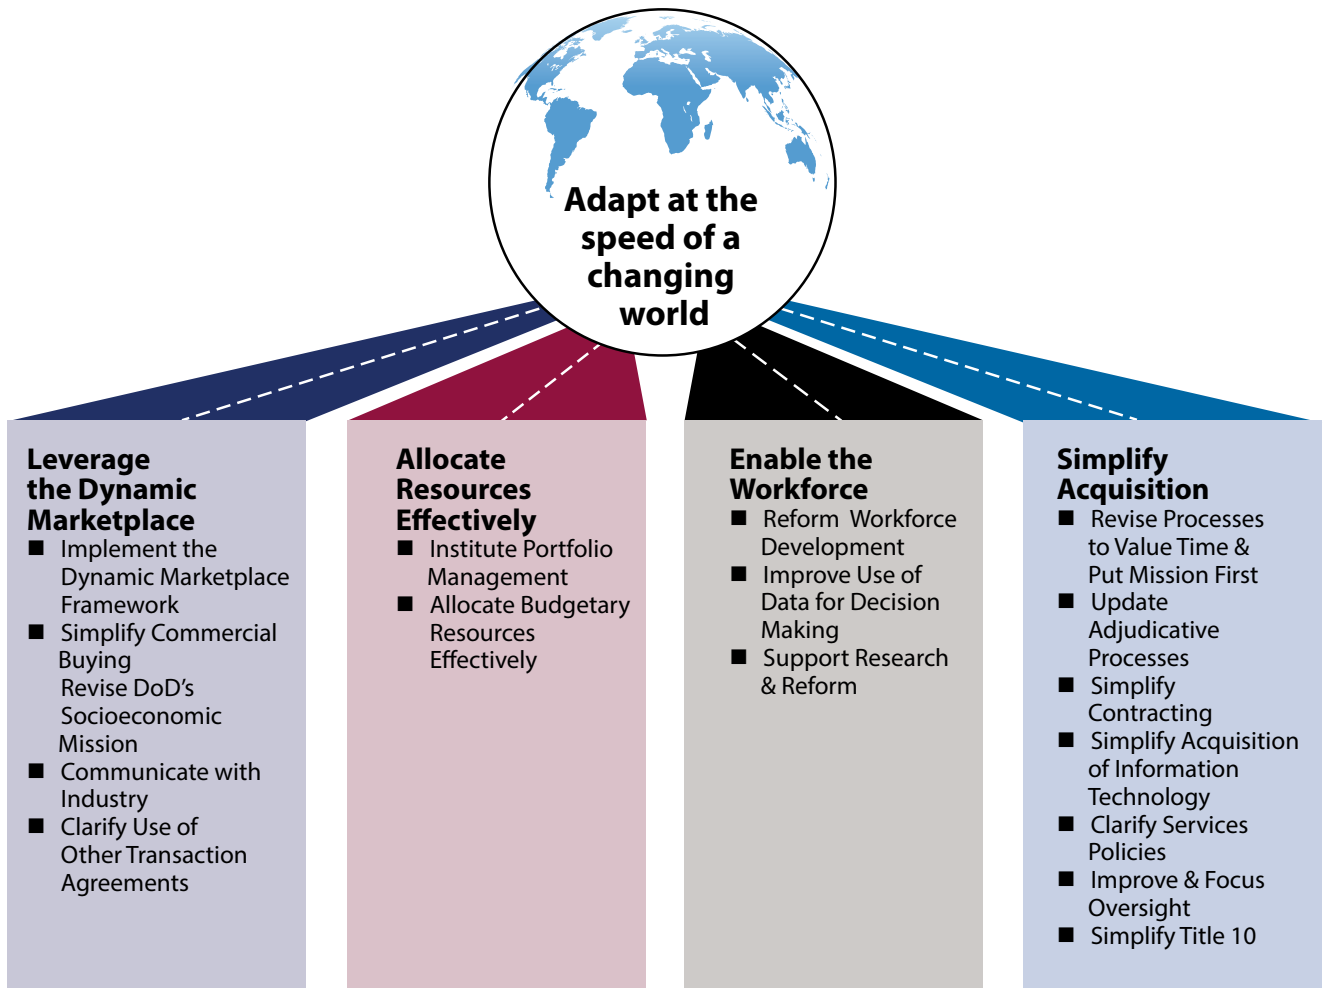 Adapt at the
speed of a
changing
world
Leverage
the Dynamic
Marketplace
■ Implement the
Dynamic Marketplace
Framework
■ Simplify Commercial
Buying
Revise DoD’s
Socioeconomic
Mission
■ Communicate with
Industry
■ Clarify Use of
Other Transaction
Agreements
Allocate
Resources
Effectively
■ Institute Portfolio
Management
■ Allocate Budgetary
Resources
Effectively
Enable the
Workforce
■ Reform Workforce
Development
■ Improve Use of
Data for Decision
Making
■ Support Research
& Reform
Simplify
Acquisition
■ Revise Processes
to Value Time &
Put Mission First
■ Update
Adjudicative
Processes
■ Simplify
Contracting
■ Simplify Acquisition
of Information
Technology
■ Clarify Services
Policies
■ Improve & Focus
Oversight
■ Simplify Title 10